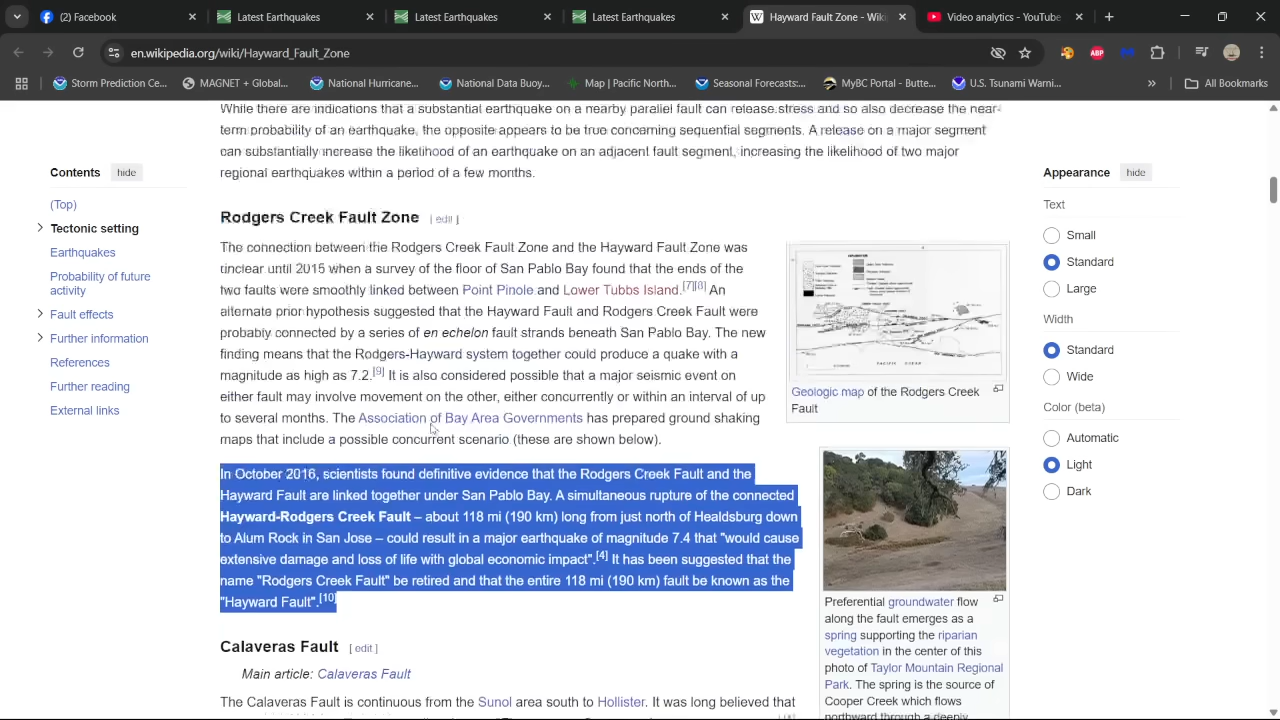 Facebook
Latest Earthquakes
Latest Earthquakes
Latest Earthquakes
Hayward Fault Zone - Wiki
Video analytics - YouTube
en.wikipedia.org/wiki/Hayward_Fault_Zone
ABP
Storm Prediction Ce...
MAGNET + Global...
National Hurricane...
National Data Buoy...
Map | Pacific North...
Seasonal Forecasts:...
MyBC Portal - Butte...
U.S. Tsunami Warni...
All Bookmarks
While there are indications that a substantial earthquake on a nearby parallel fault can release stress and so also decrease the near-
term probability of an earthquake, the opposite appears to be true concerning sequential segments. A release on a major segment
can substantially increase the likelihood of an earthquake on an adjacent fault segment, increasing the likelihood of two major
regional earthquakes within a period of a few months.
Contents hide
(Top)
Tectonic setting
Earthquakes
Probability of future
activity
Fault effects
Further information
References
Further reading
External links
Rodgers Creek Fault Zone [ edit ]
The connection between the Rodgers Creek Fault Zone and the Hayward Fault Zone was
unclear until 2015 when a survey of the floor of San Pablo Bay found that the ends of the
two faults were smoothly linked between Point Pinole and Lower Tubbs Island.[7][8] An
alternate prior hypothesis suggested that the Hayward Fault and Rodgers Creek Fault were
probably connected by a series of en echelon fault strands beneath San Pablo Bay. The new
finding means that the Rodgers-Hayward system together could produce a quake with a
magnitude as high as 7.2.[9] It is also considered possible that a major seismic event on
either fault may involve movement on the other, either concurrently or within an interval of up
to several months. The Association of Bay Area Governments has prepared ground shaking
maps that include a possible concurrent scenario (these are shown below).
In October 2016, scientists found definitive evidence that the Rodgers Creek Fault and the
Hayward Fault are linked together under San Pablo Bay. A simultaneous rupture of the connected
Hayward-Rodgers Creek Fault – about 118 mi (190 km) long from just north of Healdsburg down
to Alum Rock in San Jose – could result in a major earthquake of magnitude 7.4 that "would cause
extensive damage and loss of life with global economic impact".[4] It has been suggested that the
name "Rodgers Creek Fault" be retired and that the entire 118 mi (190 km) fault be known as the
"Hayward Fault".[10]
Calaveras Fault [ edit ]
Main article: Calaveras Fault
The Calaveras Fault is continuous from the Sunol area south to Hollister. It was long believed that
Geologic map of the Rodgers Creek
Fault
Preferential groundwater flow
along the fault emerges as a
spring supporting the riparian
vegetation in the center of this
photo of Taylor Mountain Regional
Park. The spring is the source of
Cooper Creek which flows
northward through a deeply
Appearance hide
Text
Small
Standard
Large
Width
Standard
Wide
Color (beta)
Automatic
Light
Dark